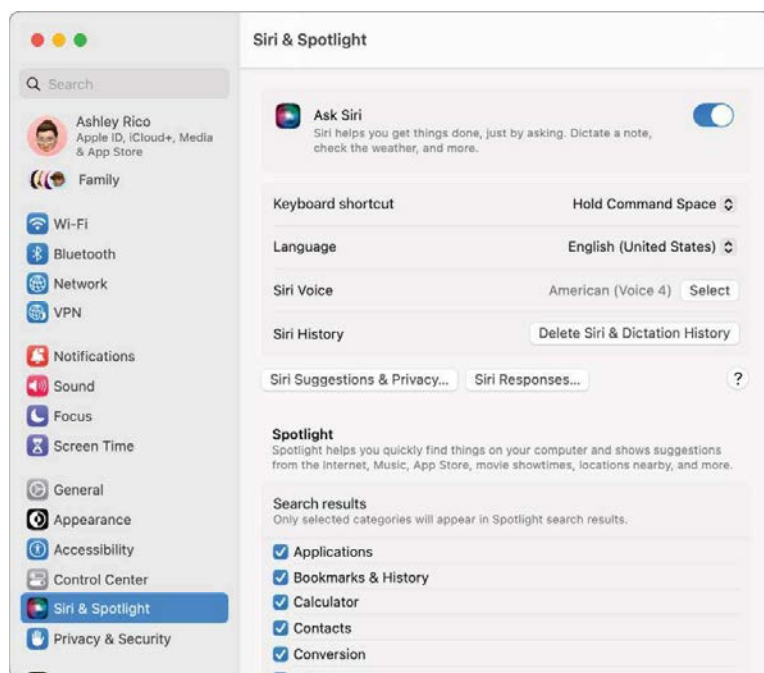 Siri & Spotlight
Search
Ashley Rico
Apple ID, iCloud+, Media
& App Store
Family
Wi-Fi
Bluetooth
Network
VPN
Notifications
Sound
Focus
Screen Time
General
Appearance
Accessibility
Control Center
Siri & Spotlight
Privacy & Security
Ask Siri
Siri helps you get things done, just by asking. Dictate a note,
check the weather, and more.
Keyboard shortcut Hold Command Space
Language English (United States)
Siri Voice American (Voice 4) Select
Siri History Delete Siri & Dictation History
Siri Suggestions & Privacy... Siri Responses... ?
Spotlight
Spotlight helps you quickly find things on your computer and shows suggestions
from the Internet, Music, App Store, movie showtimes, locations nearby, and more.
Search results
Only selected categories will appear in Spotlight search results.
Applications
Bookmarks & History
Calculator
Contacts
Conversion